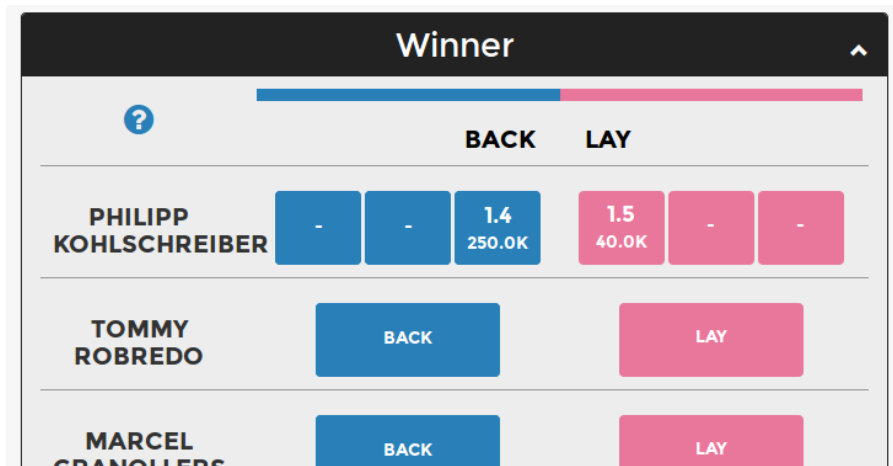 Winner
?
BACK LAY
PHILIPP
KOHLSCHREIBER
- - 1.4 1.5 - -
250.0K 40.0K
TOMMY
ROBREDO
BACK LAY
MARCEL
GRANOLLERS
BACK LAY